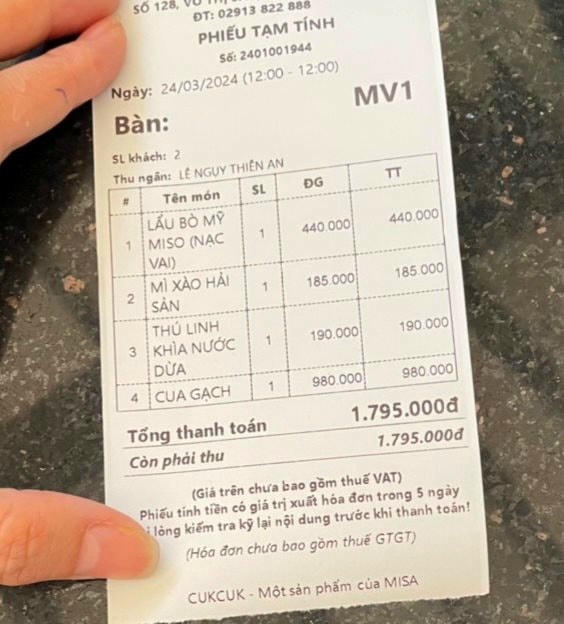 SỐ 128,
ĐT: 02913 822 888
PHIẾU TẠM TÍNH
Số: 2401001944
Ngày: 24/03/2024 (12:00 - 12:00)
Bàn: MV1
SL khách: 2
Thu ngân: LÊ NGỤY THIÊN AN
# Tên món SL ĐG TT
1 LẨU BÒ MỸ MISO (NẠC VAI) 1 440.000 440.000
2 MÌ XÀO HẢI SẢN 1 185.000 185.000
3 THÚ LINH KHÌA NƯỚC DỪA 1 190.000 190.000
4 CUA GẠCH 1 980.000 980.000
Tổng thanh toán 1.795.000đ
Còn phải thu 1.795.000đ
(Giá trên chưa bao gồm thuế VAT)
Phiếu tính tiền có giá trị xuất hóa đơn trong 5 ngày
lòng kiểm tra kỹ lại nội dung trước khi thanh toán!
(Hóa đơn chưa bao gồm thuế GTGT)
CUKCUK - Một sản phẩm của MISA